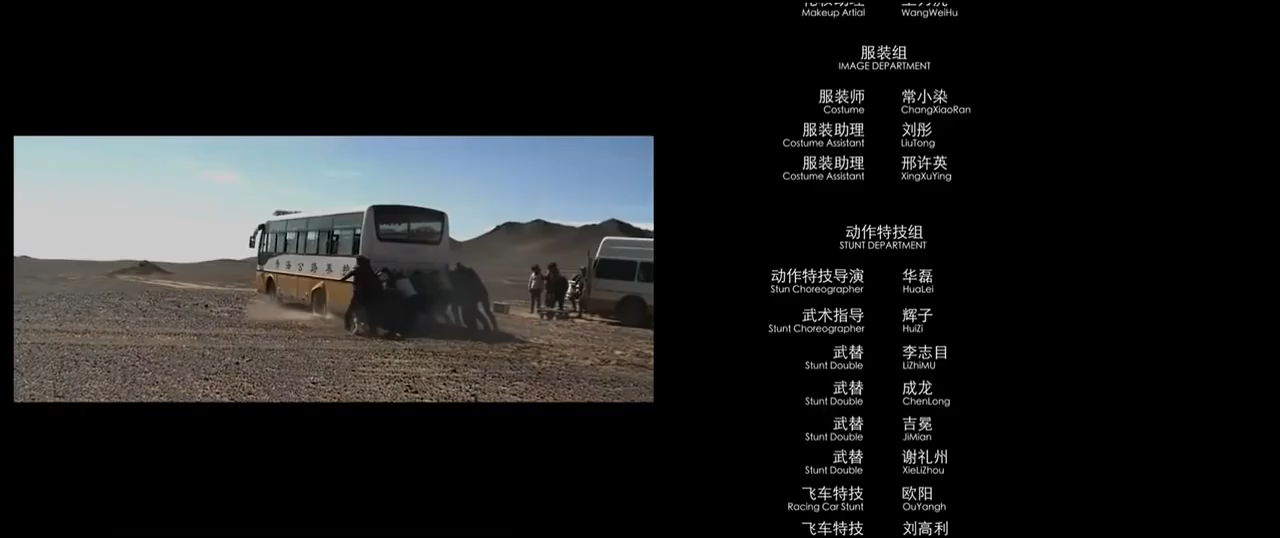 Makeup Artial WangWeiHu
服装组
IMAGE DEPARTMENT
服装师 常小染
Costume ChangXiaoRan
服装助理 刘彤
Costume Assistant LiuTong
服装助理 邢许英
Costume Assistant XingXuYing
动作特技组
STUNT DEPARTMENT
动作特技导演 华磊
Stun Choreographer HuaLei
武术指导 辉子
Stunt Choreographer HuiZi
武替 李志目
Stunt Double LiZhiMU
武替 成龙
Stunt Double ChenLong
武替 吉冕
Stunt Double JiMian
武替 谢礼州
Stunt Double XieLiZhou
飞车特技 欧阳
Racing Car Stunt OuYangh
飞车特技 刘高利